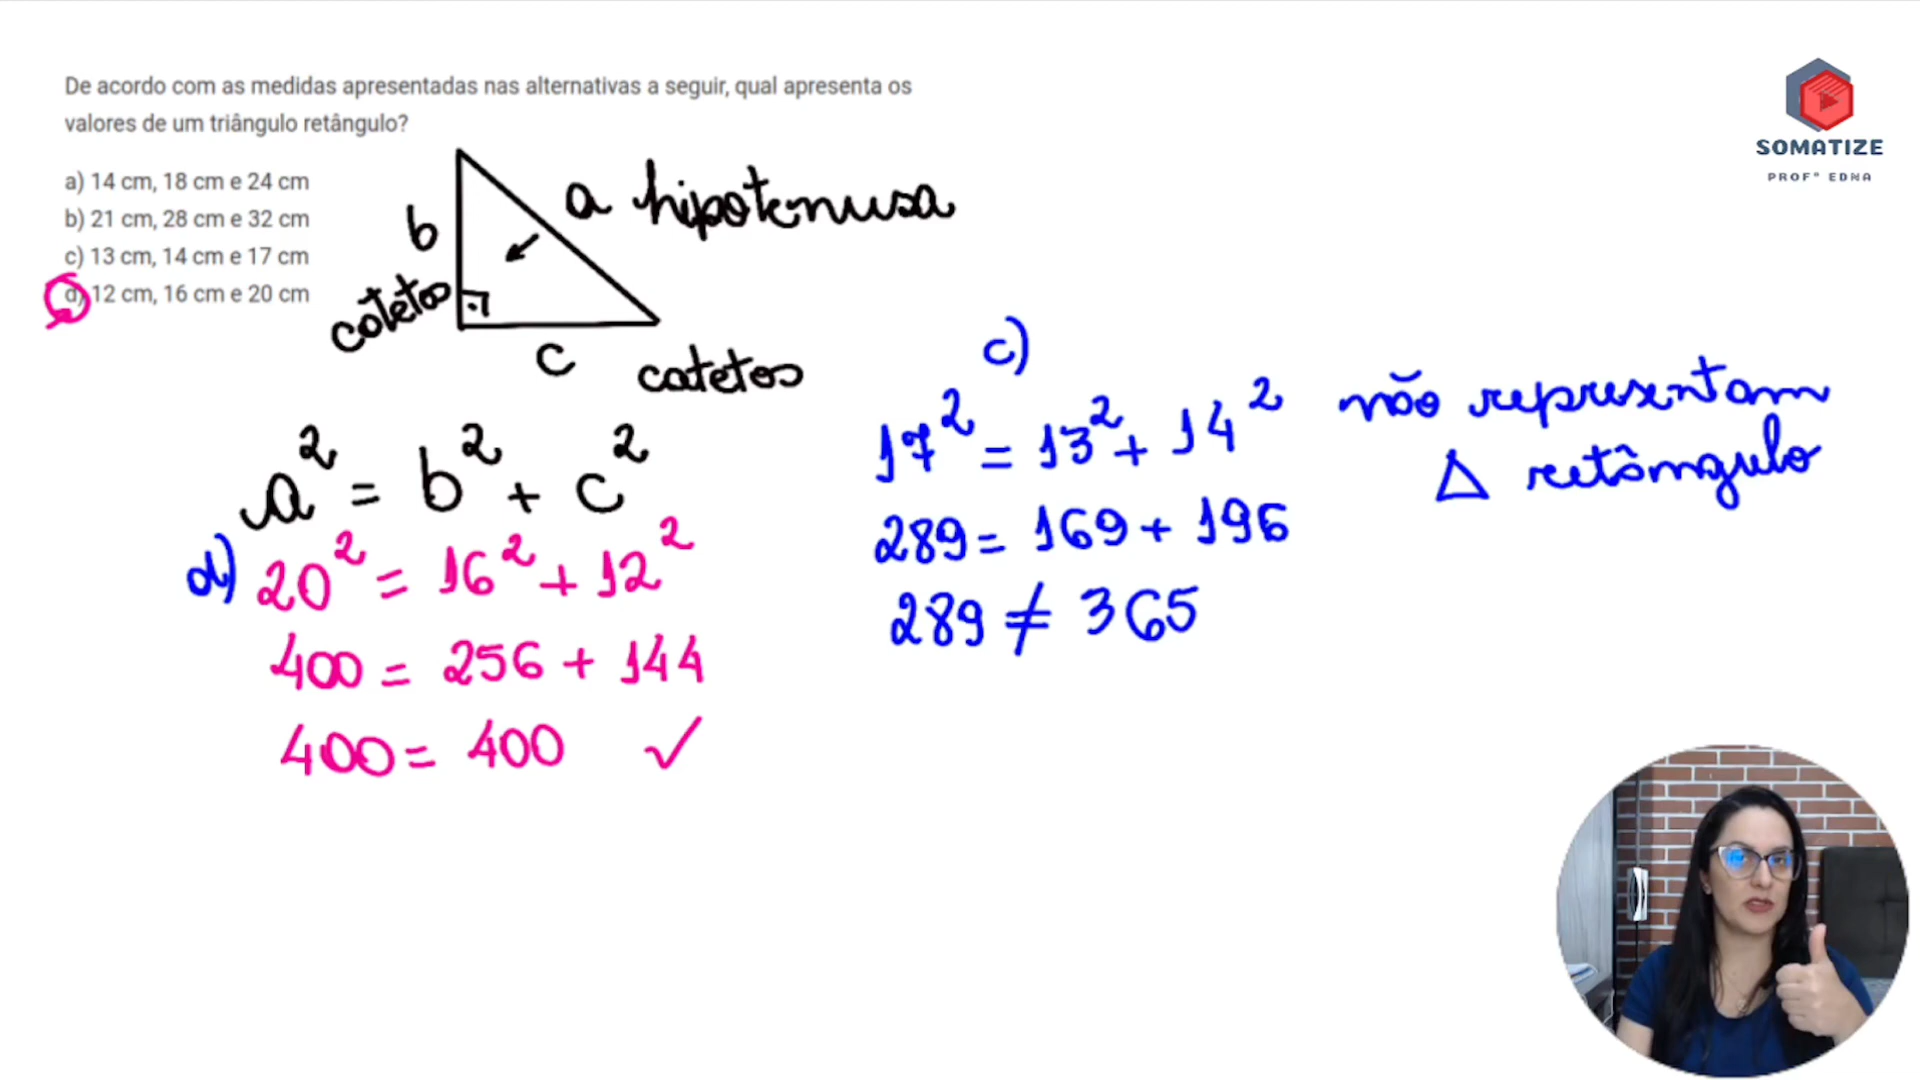 De acordo com as medidas apresentadas nas alternativas a seguir, qual apresenta os
valores de um triângulo retângulo?
a) 14 cm, 18 cm e 24 cm
b) 21 cm, 28 cm e 32 cm
c) 13 cm, 14 cm e 17 cm
d) 12 cm, 16 cm e 20 cm
SOMATIZE
PROFª EDNA
a hipotenusa
b
catetos
c
catetos
a² = b² + c²
d) 20² = 16² + 12²
400 = 256 + 144
400 = 400 ✓
c)
17² = 13² + 14²
289 = 169 + 196
289 ≠ 365
não representam
Δ retângulo